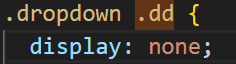 .dropdown .dd {
display: none;